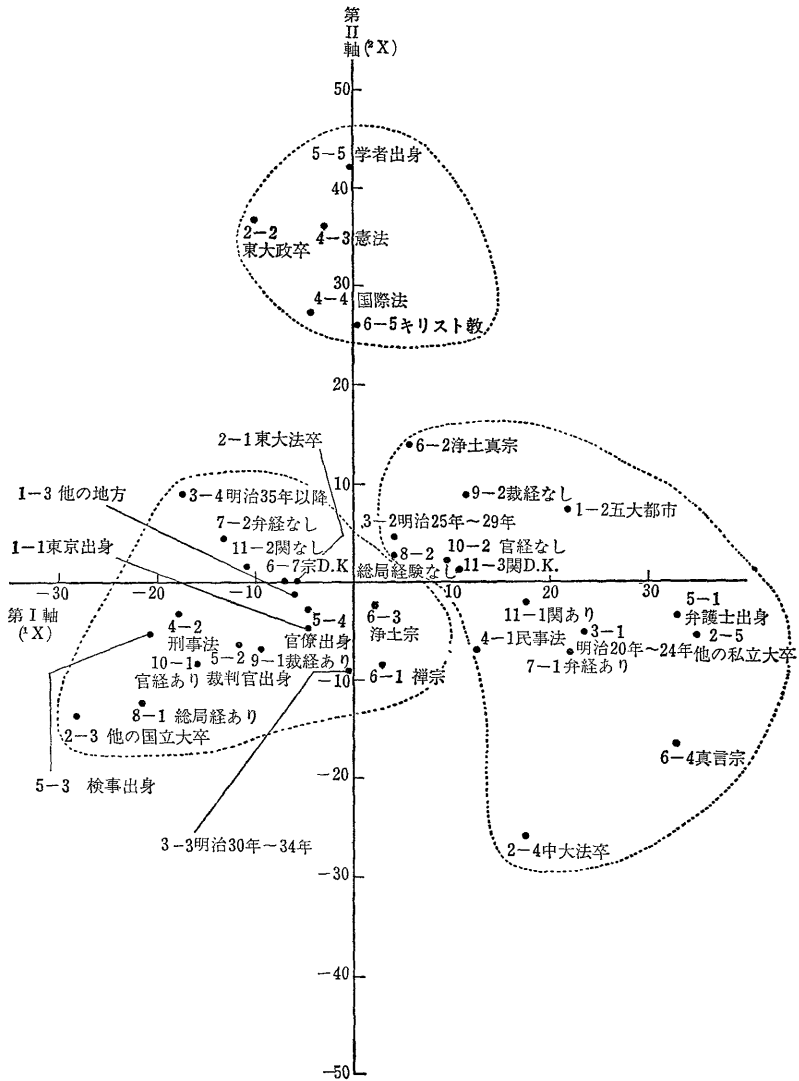 第
II
軸(²X)
50
5-5 学者出身
40
2-2
東大政卒
4-3憲法
30
4-4 国際法
6-5キリスト教
20
2-1東大法卒
6-2浄土真宗
10
1-3 他の地方
3-4明治35年以降
9-2裁経なし
1-2五大都市
7-2弁経なし
3-2明治25年~29年
1-1東京出身
11-2関なし
8-2
総局経験なし
10-2 官経なし
6-7宗D.K
11-3関D.K.
-30
-20
-10
10
20
30
第I軸
(¹X)
4-2
刑事法
5-4
官僚出身
6-3
浄土宗
11-1関あり
5-1
弁護士出身
4-1民事法
3-1
明治20年~24年
2-5
他の私立大卒
10-1
官経あり
5-2
裁判官出身
9-1裁経あり
7-1弁経あり
-10
6-1 禅宗
8-1 総局経あり
2-3 他の国立大卒
6-4真言宗
5-3 検事出身
-20
3-3明治30年~34年
2-4中大法卒
-30
-40
-50